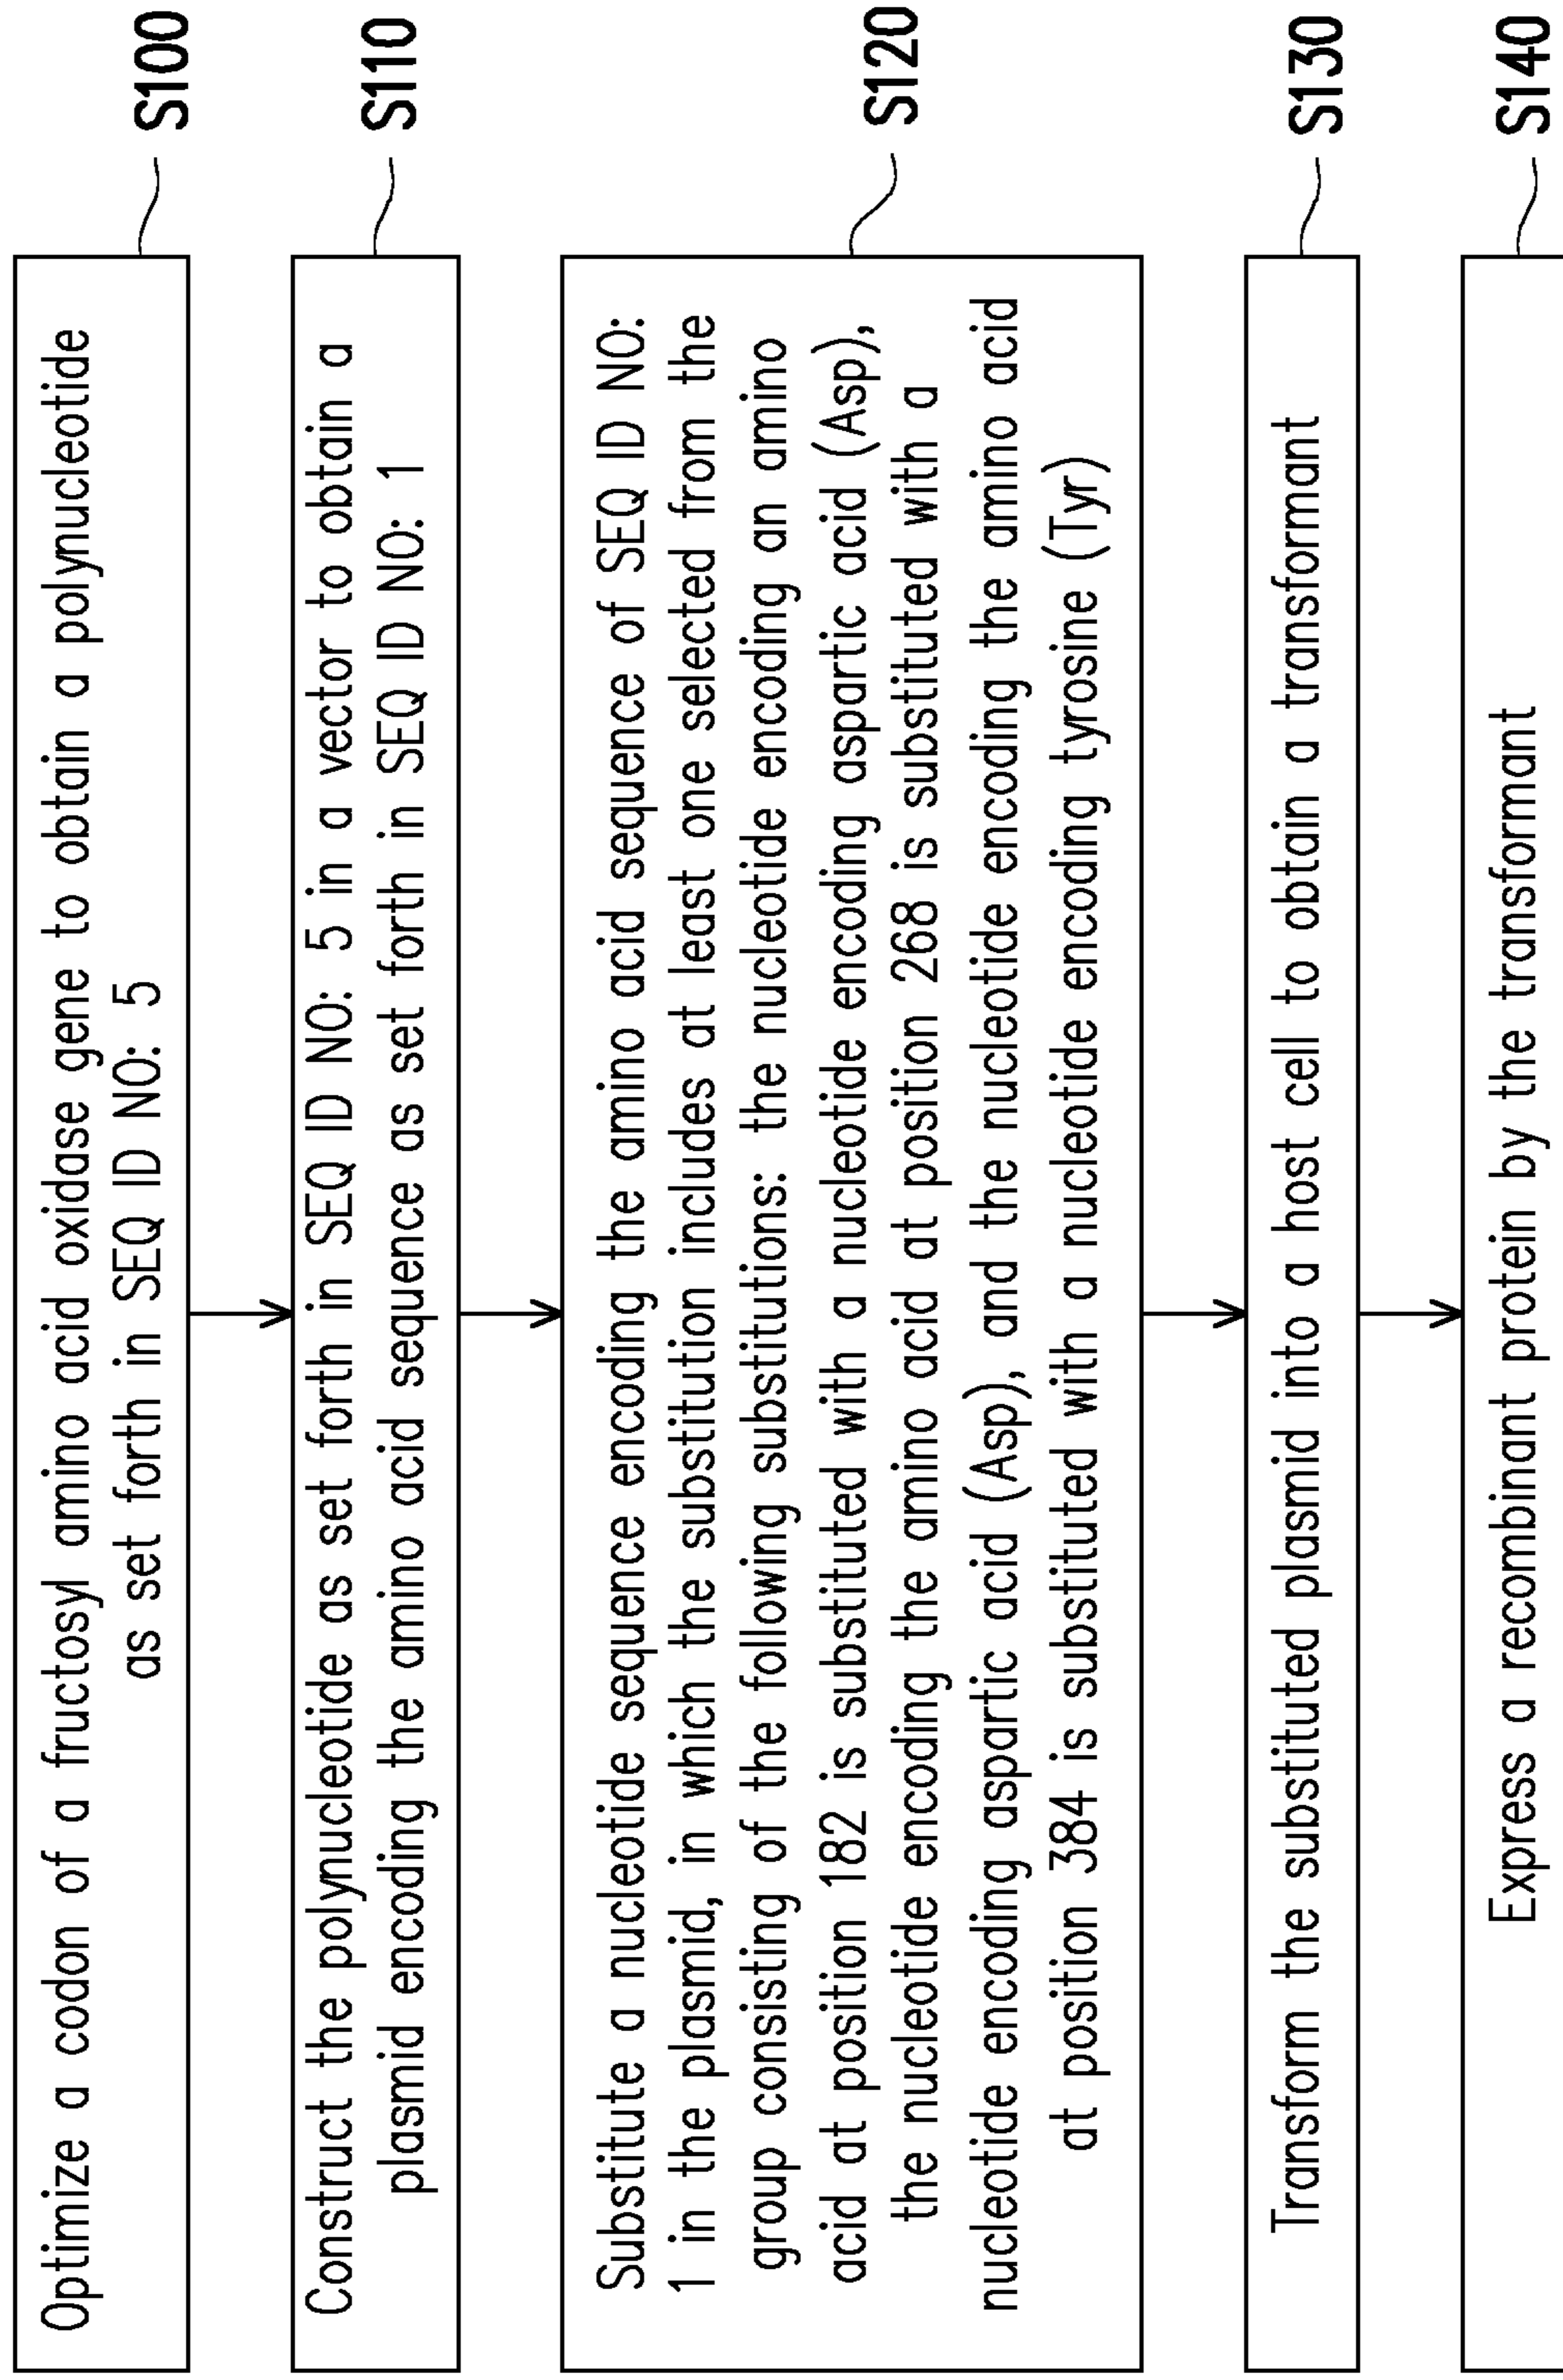 Optimize a codon of a fructosyl amino acid oxidase gene to obtain a polynucleotide
as set forth in SEQ ID NO: 5
S100
Construct the polynucleotide as set forth in SEQ ID NO: 5 in a vector to obtain a
plasmid encoding the amino acid sequence as set forth in SEQ ID NO: 1
S110
Substitute a nucleotide sequence encoding the amino acid sequence of SEQ ID NO:
1 in the plasmid, in which the substitution includes at least one selected from the
group consisting of the following substitutions: the nucleotide encoding an amino
acid at position 182 is substituted with a nucleotide encoding aspartic acid (Asp),
the nucleotide encoding the amino acid at position 268 is substituted with a
nucleotide encoding aspartic acid (Asp), and the nucleotide encoding the amino acid
at position 384 is substituted with a nucleotide encoding tyrosine (Tyr)
S120
Transform the substituted plasmid into a host cell to obtain a transformant
S130
Express a recombinant protein by the transformant
S140